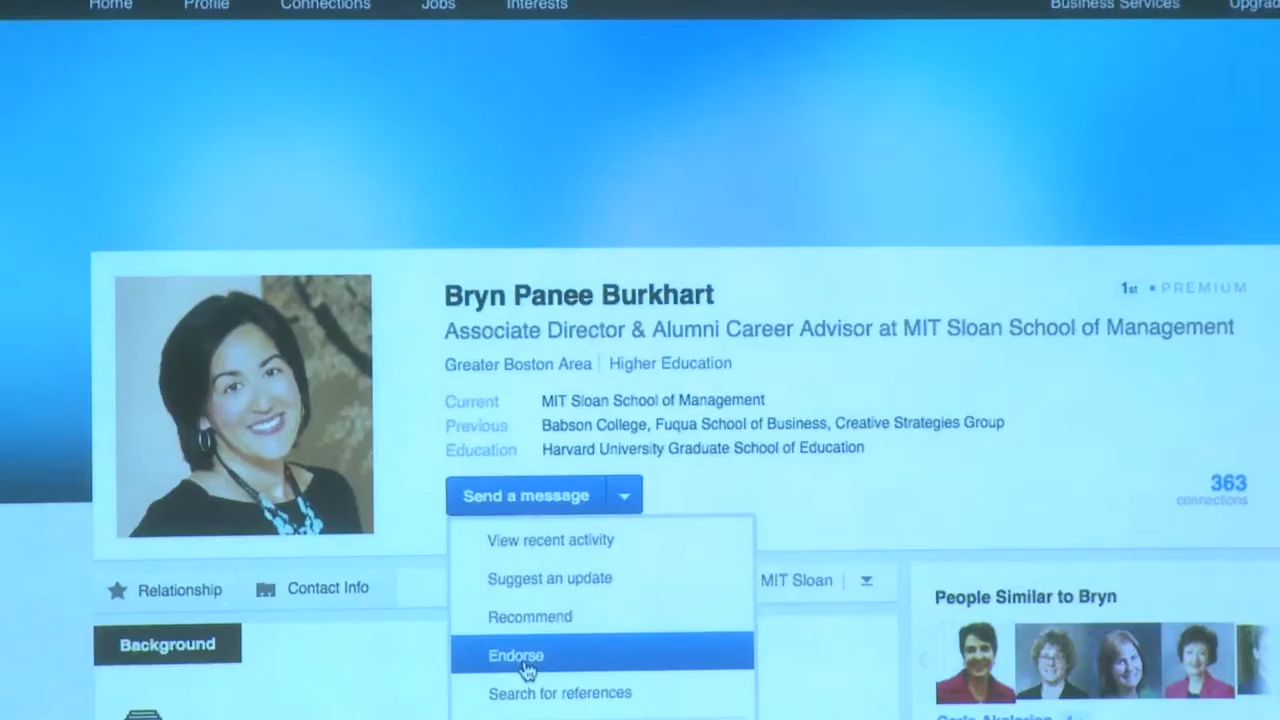 Home Profile Connections Jobs Interests Business Services
Bryn Panee Burkhart
1st PREMIUM
Associate Director & Alumni Career Advisor at MIT Sloan School of Management
Greater Boston Area Higher Education
Current MIT Sloan School of Management
Previous Babson College, Fuqua School of Business, Creative Strategies Group
Education Harvard University Graduate School of Education
Send a message
363
connections
View recent activity
Suggest an update
Recommend
Endorse
Search for references
Relationship Contact Info
MIT Sloan
Background
People Similar to Bryn